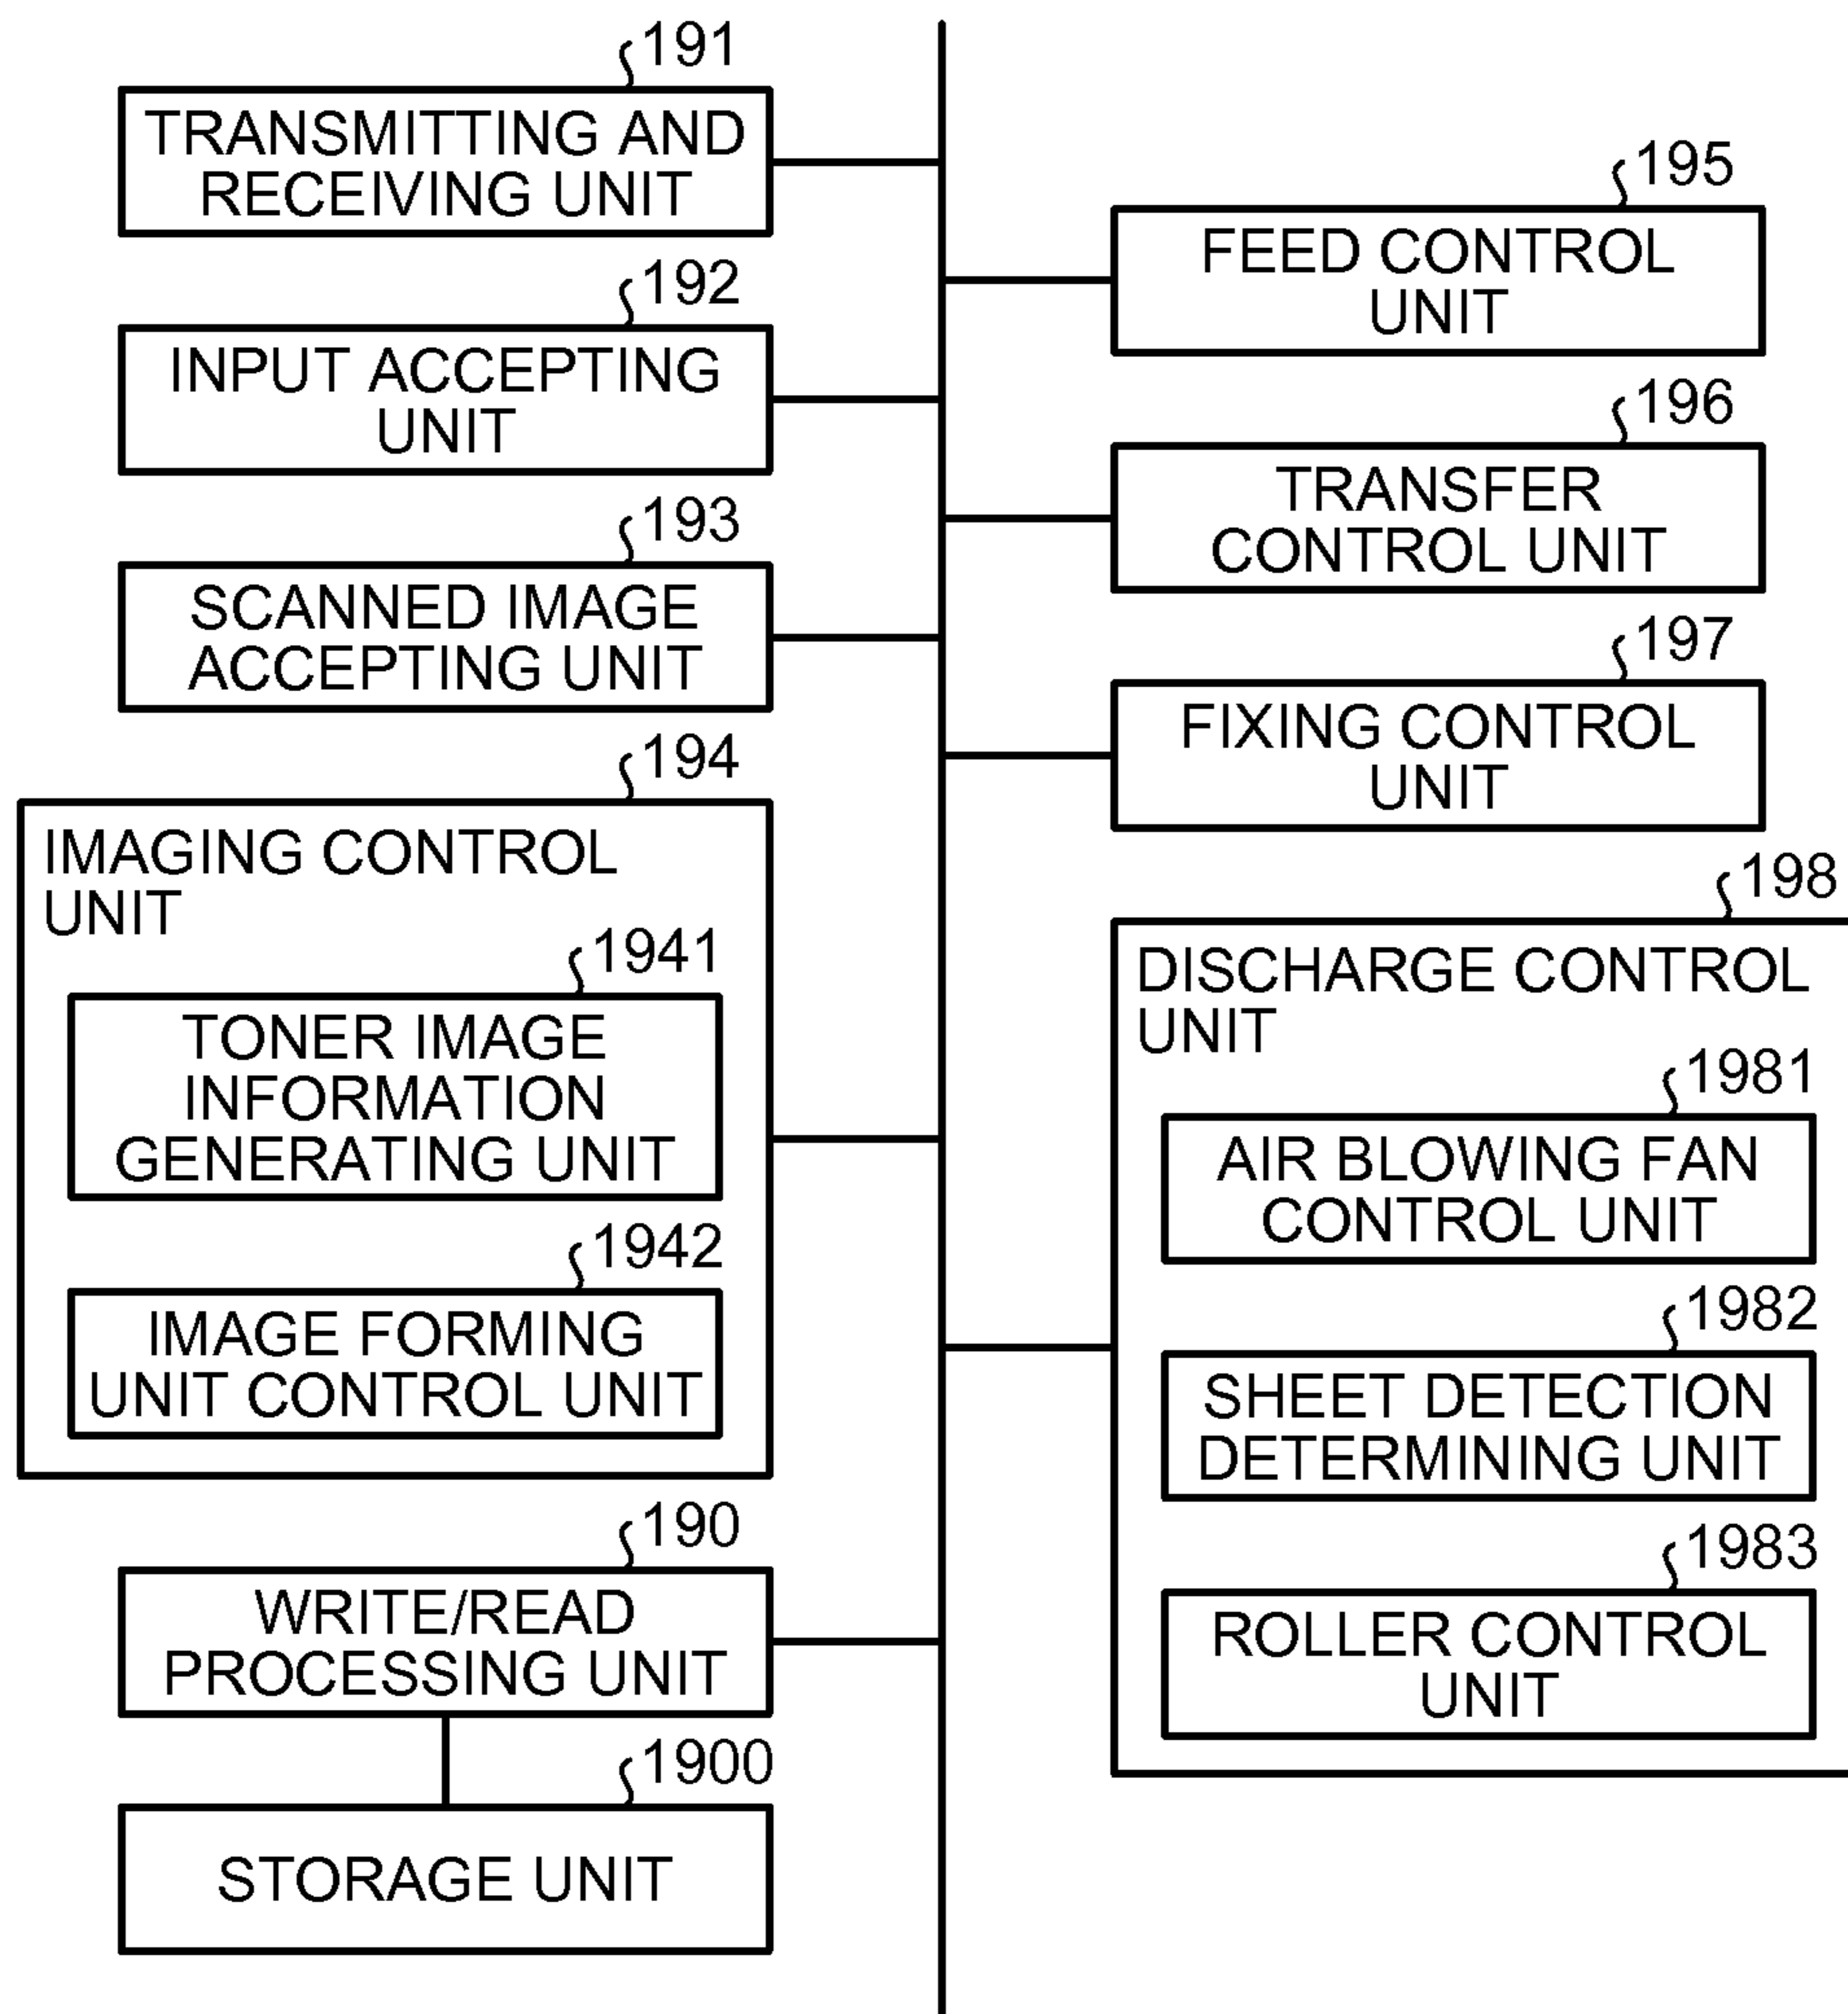 191
TRANSMITTING AND
RECEIVING UNIT
192
INPUT ACCEPTING
UNIT
193
SCANNED IMAGE
ACCEPTING UNIT
194
IMAGING CONTROL
UNIT
1941
TONER IMAGE
INFORMATION
GENERATING UNIT
1942
IMAGE FORMING
UNIT CONTROL UNIT
190
WRITE/READ
PROCESSING UNIT
1900
STORAGE UNIT
195
FEED CONTROL
UNIT
196
TRANSFER
CONTROL UNIT
197
FIXING CONTROL
UNIT
198
DISCHARGE CONTROL
UNIT
1981
AIR BLOWING FAN
CONTROL UNIT
1982
SHEET DETECTION
DETERMINING UNIT
1983
ROLLER CONTROL
UNIT